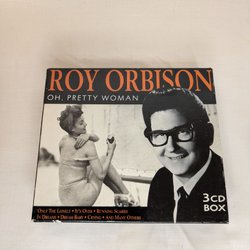 ROY ORBISON
OH, PRETTY WOMAN
ONLY THE LONELY • IT'S OVER • RUNNING SCARED
IN DREAMS • DREAM BABY • CRYING • AND MANY OTHERS
3CD
BOX